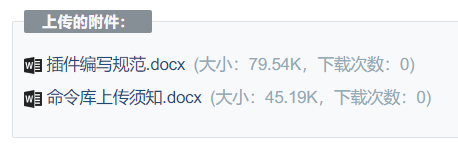 上传的附件：
插件编写规范.docx (大小：79.54K，下载次数：0)
命令库上传须知.docx (大小：45.19K，下载次数：0)